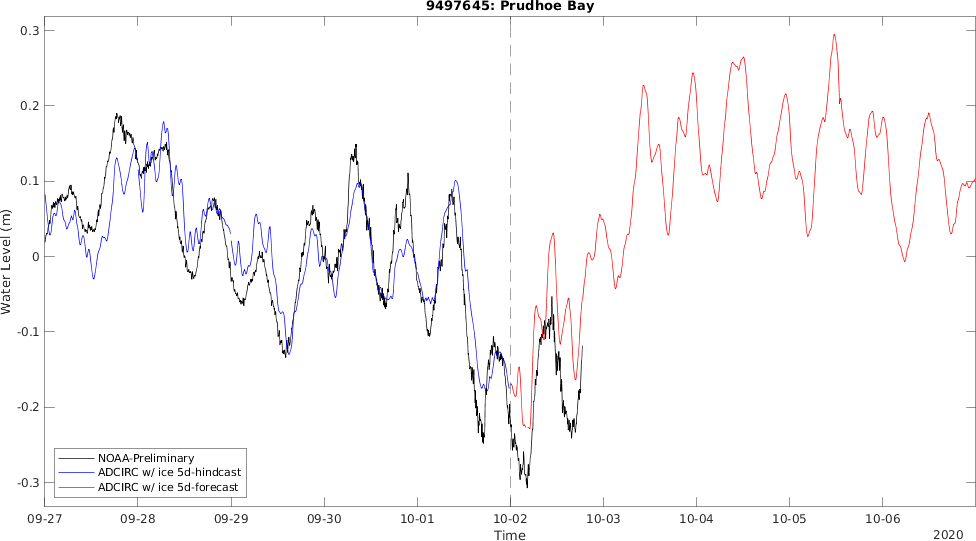 9497645: Prudhoe Bay
0.3
0.2
0.1
0
-0.1
-0.2
-0.3
Water Level (m)
NOAA-Preliminary
ADCIRC w/ ice 5d-hindcast
ADCIRC w/ ice 5d-forecast
09-27 09-28 09-29 09-30 10-01 10-02 10-03 10-04 10-05 10-06
Time
2020